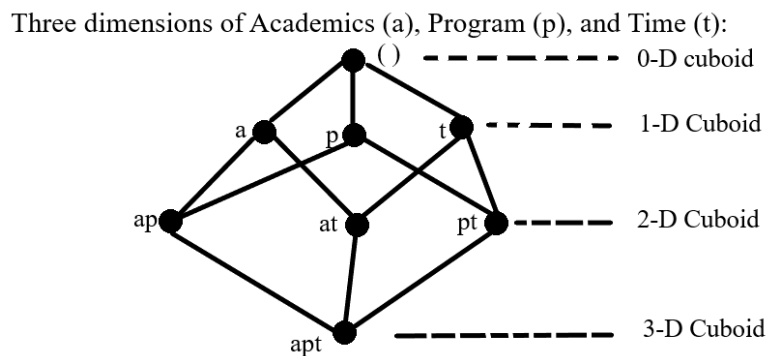 Three dimensions of Academics (a), Program (p), and Time (t):
() 0-D cuboid
a p t 1-D Cuboid
ap at pt 2-D Cuboid
apt 3-D Cuboid